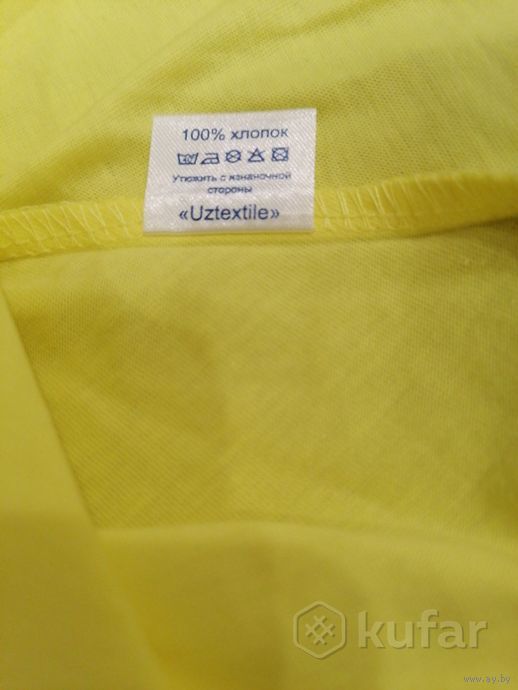 100% хлопок
Утюжить с изнаночной
стороны
«Uztextile»
kufar
www.ay.by